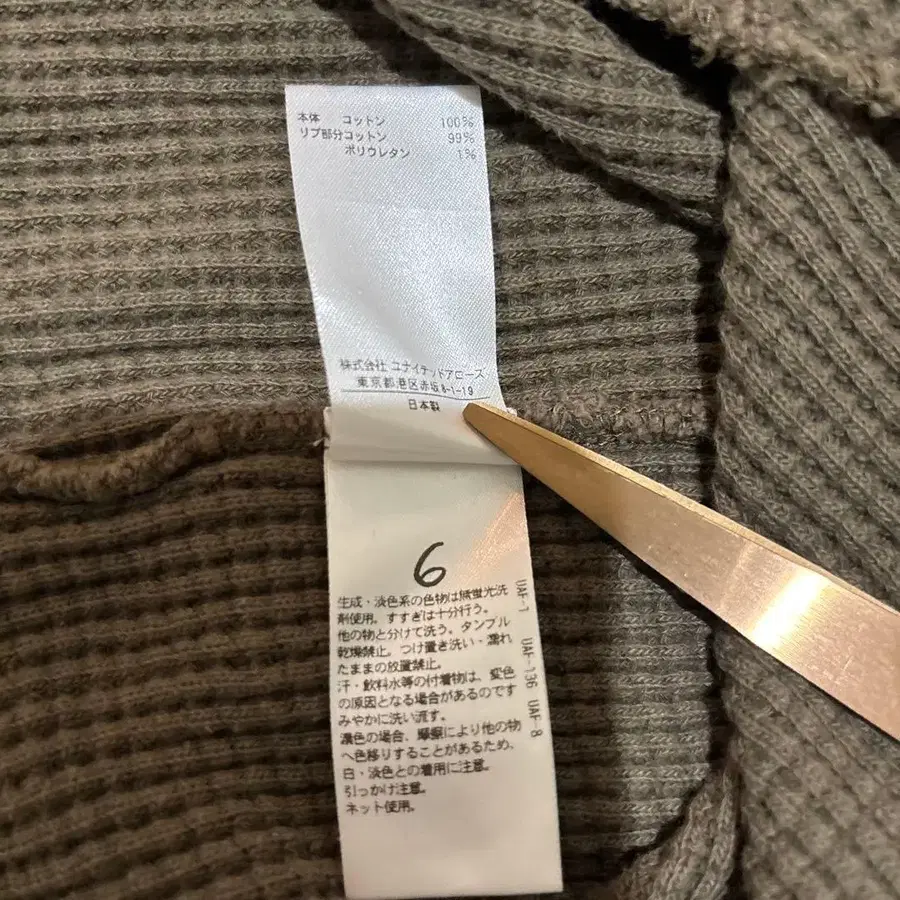 本体 コットン 100%
リブ部分コットン 99%
ポリウレタン 1%
株式会社 ユナイテッドアローズ
東京都港区赤坂8-1-19
日本製
6
生成・淡色系の色物は無蛍光洗
剤使用。すすぎは十分行う。
他の物と分けて洗う。タンブル
乾燥禁止。つけ置き洗い・濡れ
たままの放置禁止。
汗・飲料水等の付着物は、変色
の原因となる場合があるのです
みやかに洗い流す。
濃色の場合、摩擦により他の物
へ色移りすることがあるため、
白・淡色との着用に注意。
引っかけ注意。
ネット使用。
UAF-1 UAF-136 UAF-8